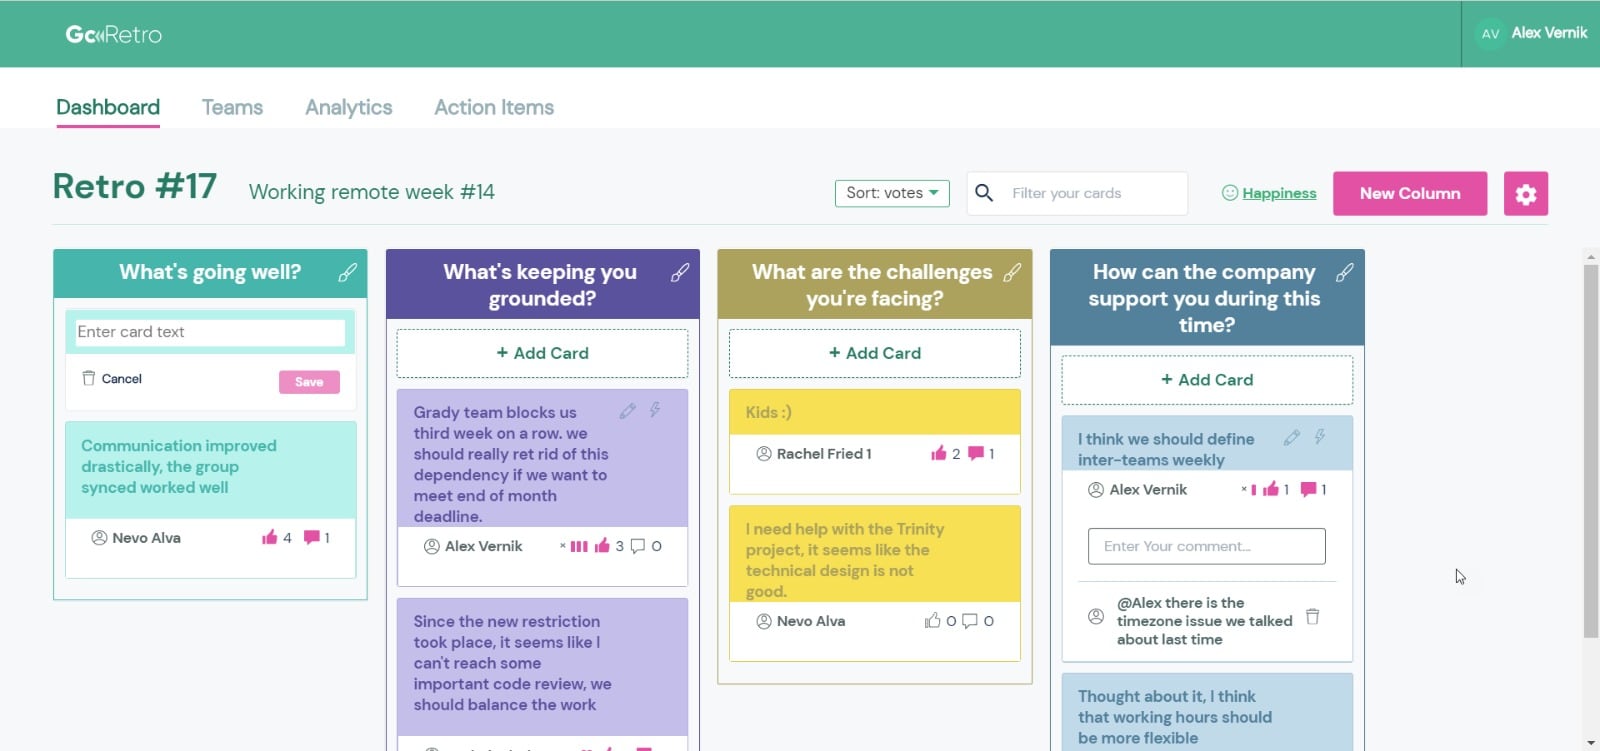 GoRetro
AV Alex Vernik
Dashboard Teams Analytics Action Items
Retro #17 Working remote week #14
Sort: votes
Filter your cards
Happiness
New Column
What's going well?
Enter card text
Cancel
Save
Communication improved
drastically, the group
synced worked well
Nevo Alva 4 1
What's keeping you
grounded?
+ Add Card
Grady team blocks us
third week on a row. we
should really ret rid of this
dependency if we want to
meet end of month
deadline.
Alex Vernik × 3 0
Since the new restriction
took place, it seems like I
can't reach some
important code review, we
should balance the work
What are the challenges
you're facing?
+ Add Card
Kids :)
Rachel Fried 1 2 1
I need help with the Trinity
project, it seems like the
technical design is not
good.
Nevo Alva 0 0
How can the company
support you during this
time?
+ Add Card
I think we should define
inter-teams weekly
Alex Vernik × 1 1
Enter Your comment...
@Alex there is the
timezone issue we talked
about last time
Thought about it, I think
that working hours should
be more flexible